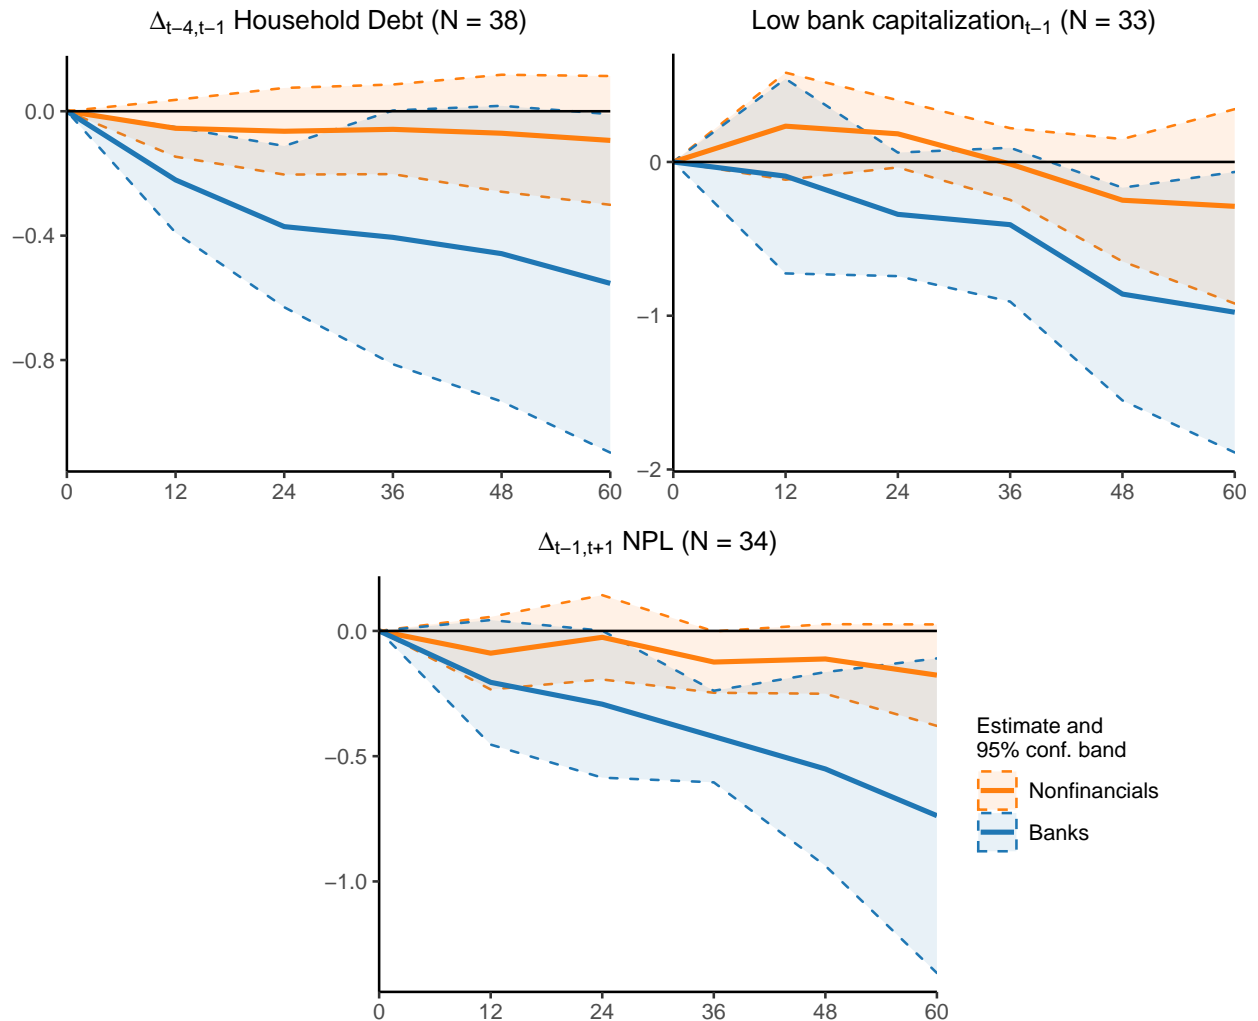 Δt−4,t−1 Household Debt (N = 38)
0.0
−0.4
−0.8
0 12 24 36 48 60
Low bank capitalizationt−1 (N = 33)
0
−1
−2
0 12 24 36 48 60
Δt−1,t+1 NPL (N = 34)
0.0
−0.5
−1.0
0 12 24 36 48 60
Estimate and
95% conf. band
Nonfinancials
Banks